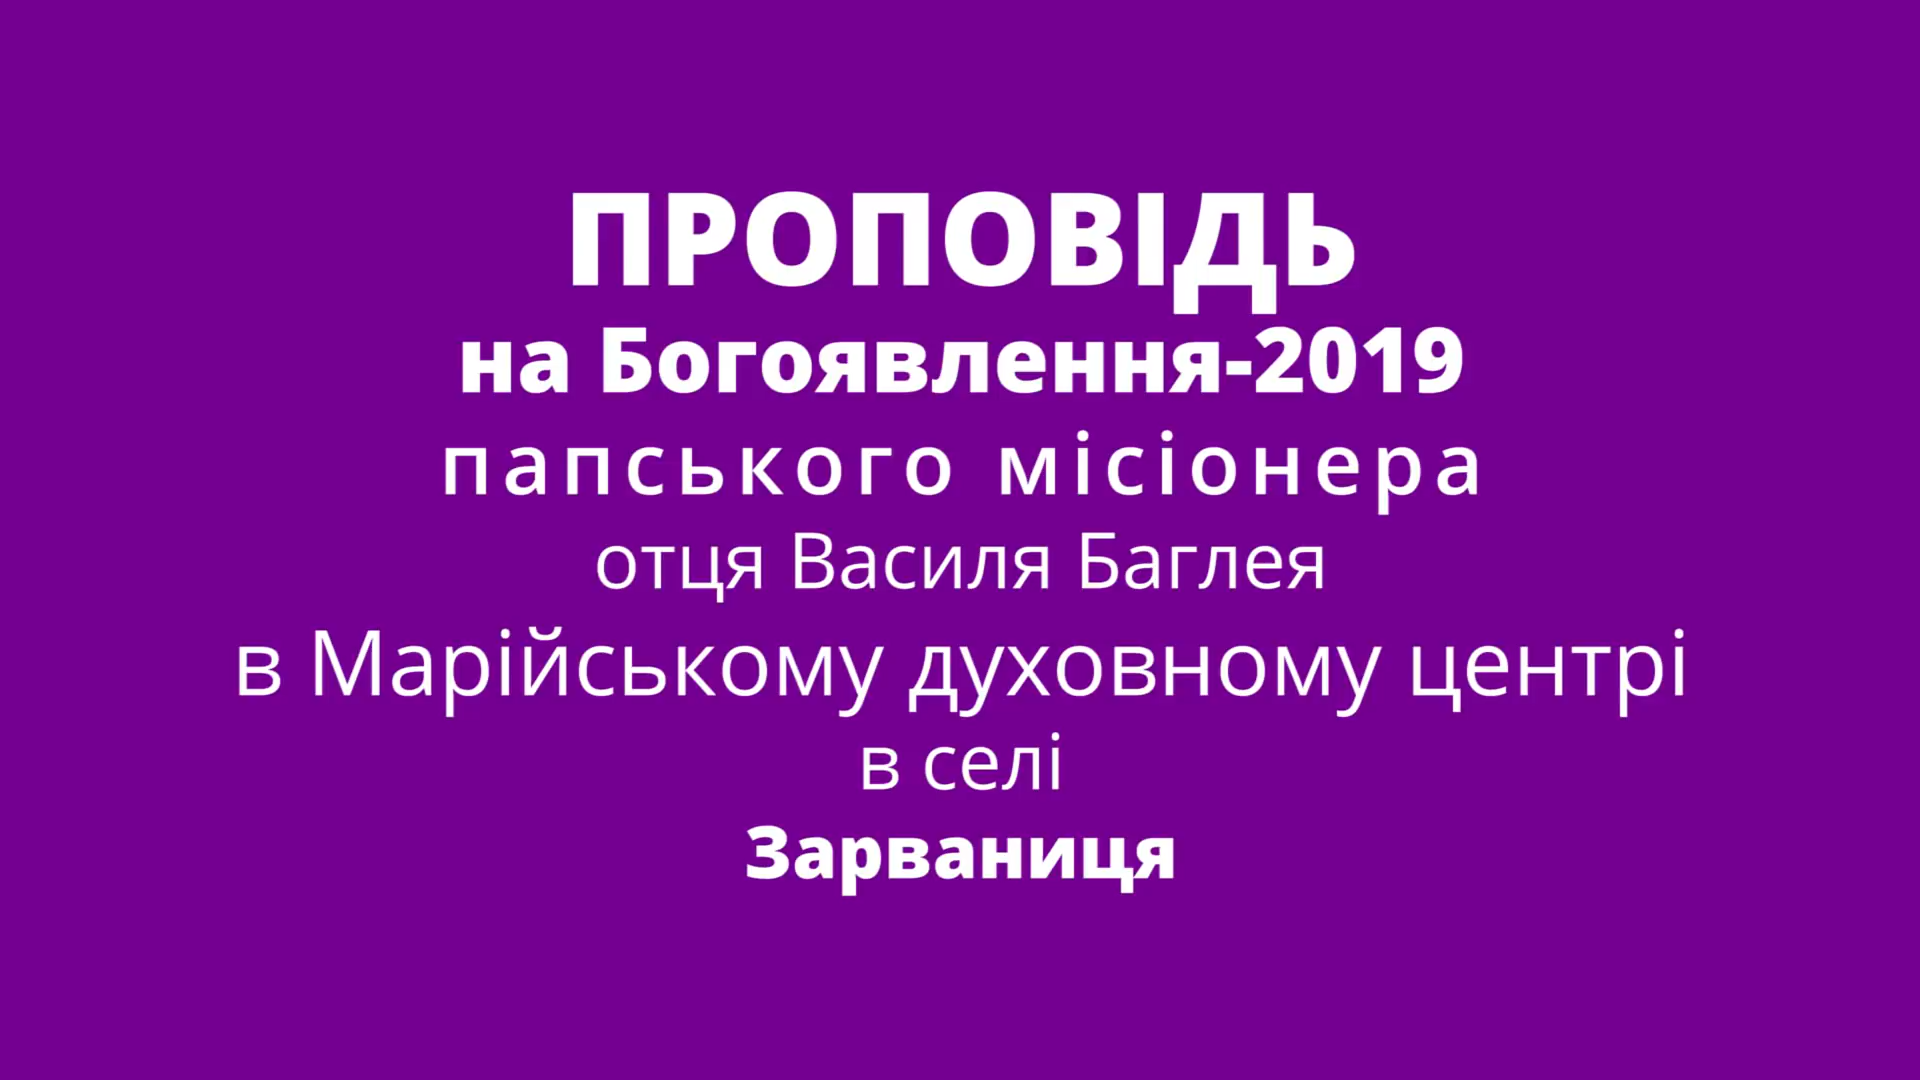 ПРОПОВІДЬ
на Богоявлення-2019
папського місіонера
отця Василя Баглея
в Марійському духовному центрі
в селі
Зарваниця